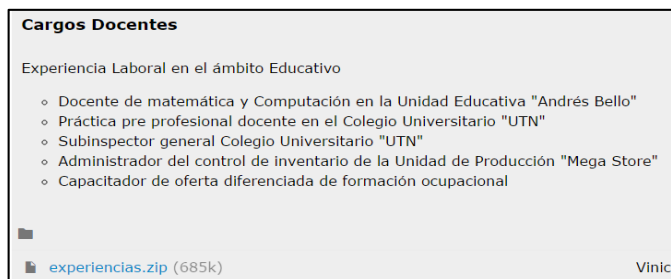 Cargos Docentes
Experiencia Laboral en el ámbito Educativo
Docente de matemática y Computación en la Unidad Educativa "Andrés Bello"
Práctica pre profesional docente en el Colegio Universitario "UTN"
Subinspector general Colegio Universitario "UTN"
Administrador del control de inventario de la Unidad de Producción "Mega Store"
Capacitador de oferta diferenciada de formación ocupacional
experiencias.zip (685k) Vinic